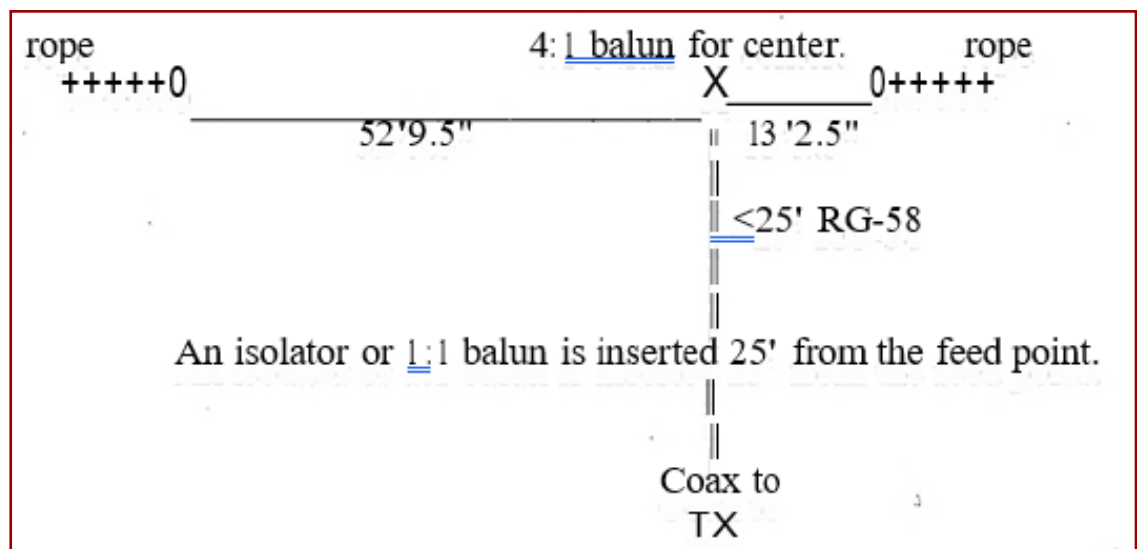 rope 4:1 balun for center. rope
+++++0 X 0+++++
52'9.5" 13 '2.5"
<25' RG-58
An isolator or 1:1 balun is inserted 25' from the feed point.
Coax to
TX